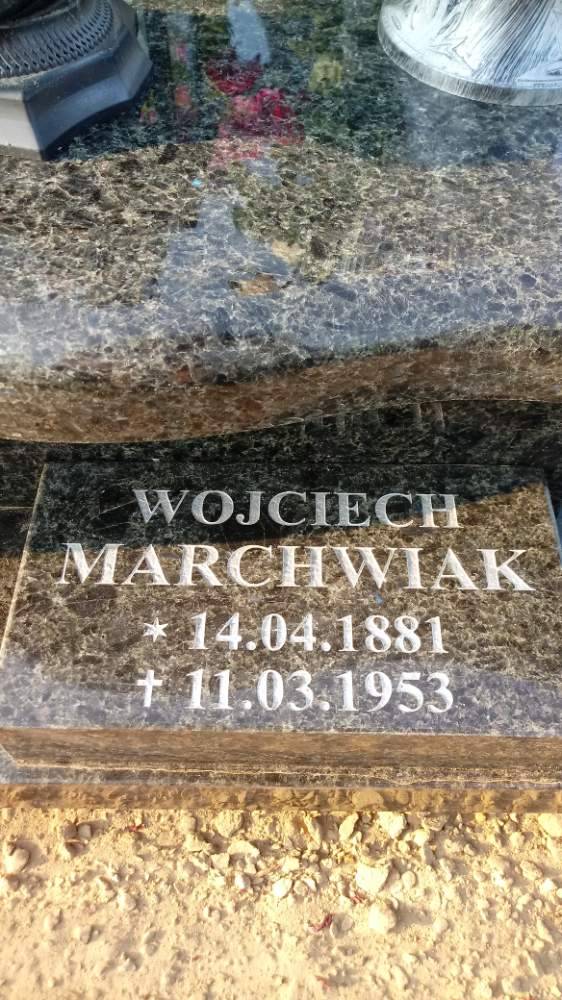 WOJCIECH
MARCHWIAK
* 14.04.1881
✝ 11.03.1953